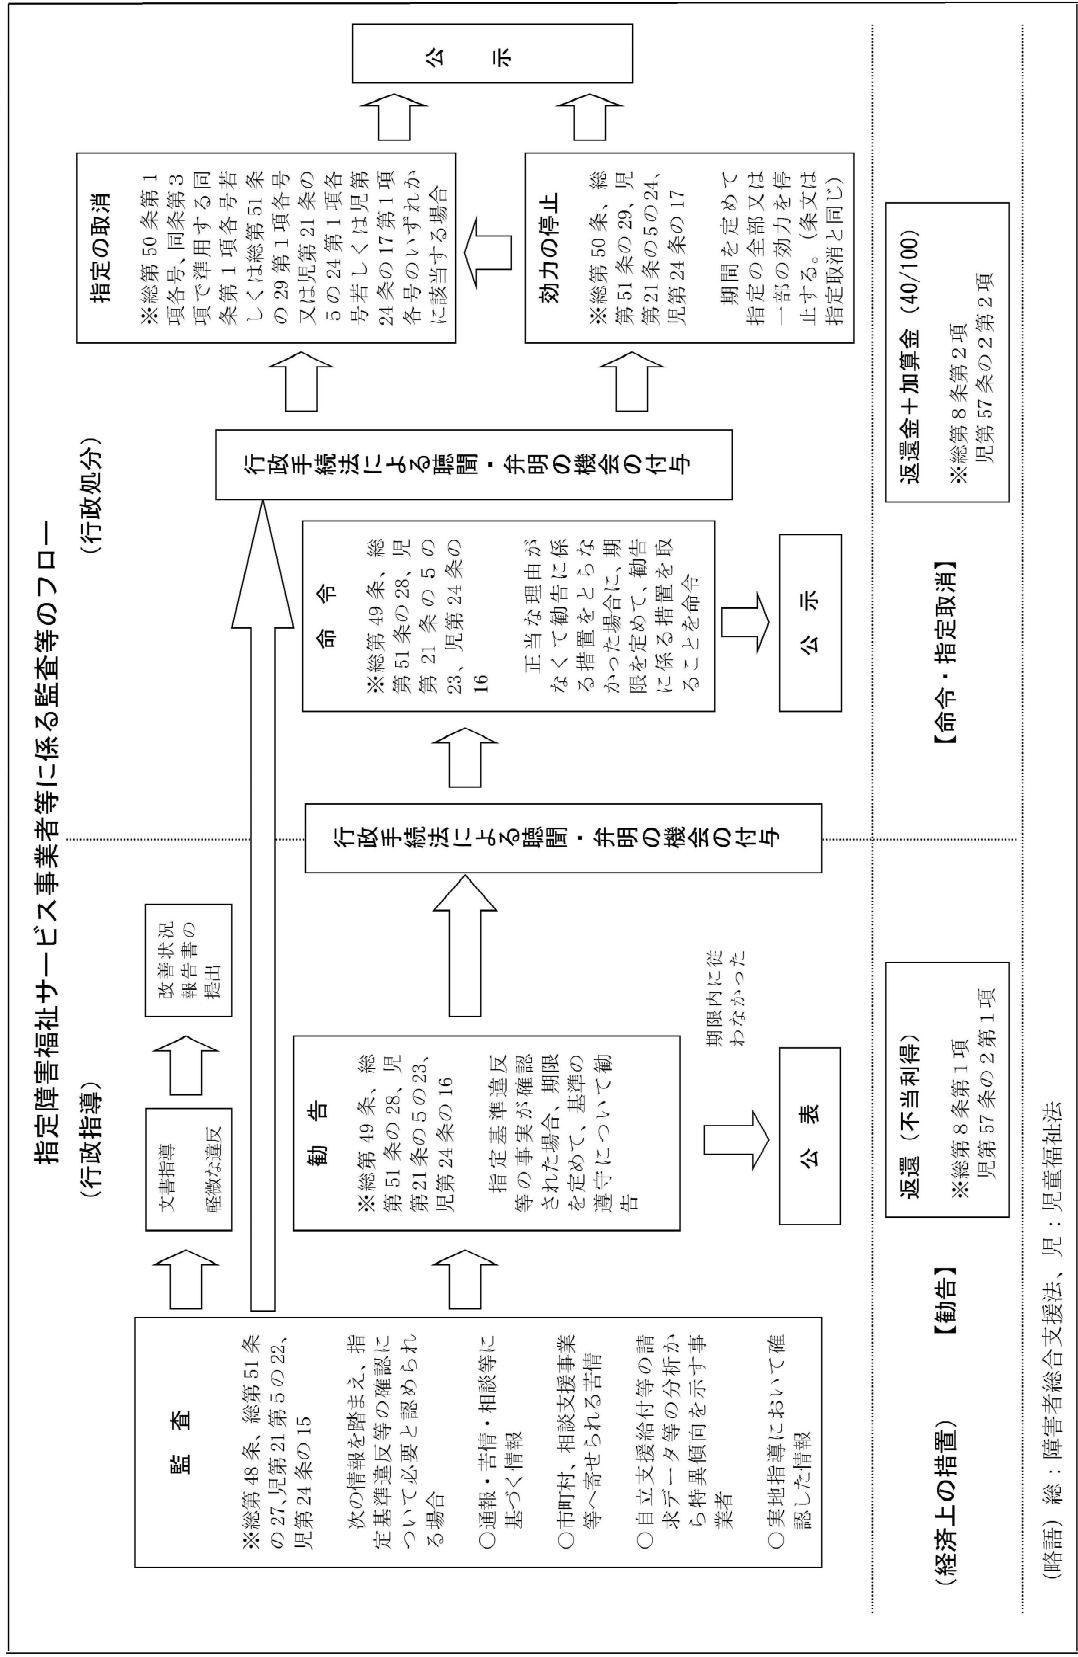 指定障害福祉サービス事業者等に係る監査等のフロー
(行政指導)
(行政処分)
監　査
※総第48条、総第51条
の27、児第21第5の22、
児第24条の15
次の情報を踏まえ、指
定基準違反等の確認に
ついて必要と認められ
る場合
○通報・苦情・相談等に
基づく情報
○市町村、相談支援事業
等へ寄せられる苦情
○自立支援給付等の請
求データ等の分析か
ら特異傾向を示す事
業者
○実地指導において確
認した情報
文書指導
軽微な違反
改善状況
報告書の
提出
勧　告
※総第49条、総
第51条の28、児
第21条の5の23、
児第24条の16
指定基準違反
等の事実が確認
された場合、期限
を定めて、基準の
遵守について勧
告
期限内に従
わなかった
公　表
行政手続法による聴聞・弁明の機会の付与
命　令
※総第49条、総
第51条の28、児
第21条の5の
23、児第24条の
16
正当な理由が
なくて勧告に係
る措置をとらな
かった場合に、期
限を定めて、勧告
に係る措置を取
ることを命令
公　示
行政手続法による聴聞・弁明の機会の付与
指定の取消
※総第50条第1
項各号、同条第3
項で準用する同
条第1項各号若
しくは総第51条
の29第1項各号
又は児第21条の
5の24第1項各
号若しくは児第
24条の17第1項
各号のいずれか
に該当する場合
効力の停止
※総第50条、総
第51条の29、児
第21条の5の24、
児第24条の17
期間を定めて
指定の全部又は
一部の効力を停
止する。(条文は
指定取消と同じ)
公　示
(経済上の措置)
【勧告】
返還(不当利得)
※総第8条第1項
児第57条の2第1項
【命令・指定取消】
返還金＋加算金(40/100)
※総第8条第2項
児第57条の2第2項
(略語)総：障害者総合支援法、児：児童福祉法